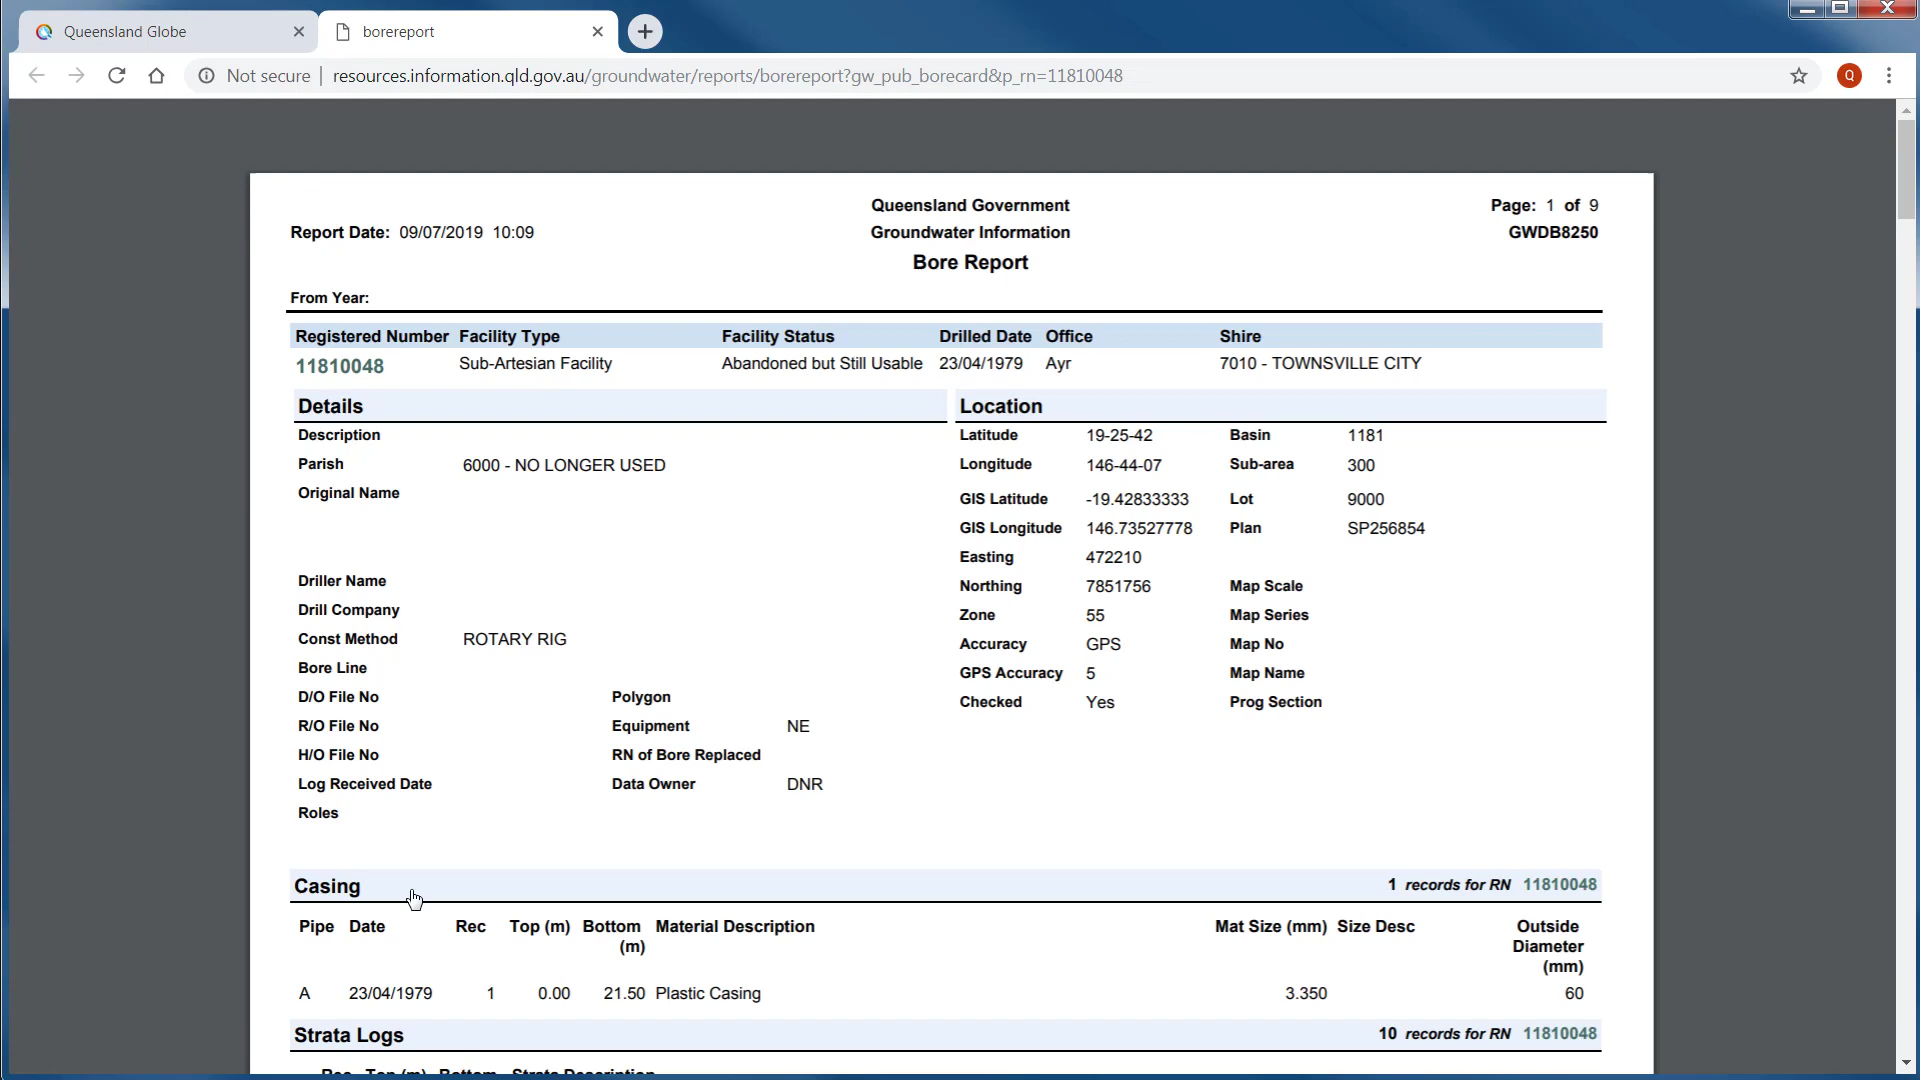 Queensland Globe
borereport
Not secure | resources.information.qld.gov.au/groundwater/reports/borereport?gw_pub_borecard&p_rn=11810048
Q
Queensland Government
Page: 1 of 9
Report Date: 09/07/2019 10:09
Groundwater Information
GWDB8250
Bore Report
From Year:
Registered Number Facility Type Facility Status Drilled Date Office Shire
11810048 Sub-Artesian Facility Abandoned but Still Usable 23/04/1979 Ayr 7010 - TOWNSVILLE CITY
Details
Description
Parish 6000 - NO LONGER USED
Original Name
Driller Name
Drill Company
Const Method ROTARY RIG
Bore Line
D/O File No Polygon
R/O File No Equipment NE
H/O File No RN of Bore Replaced
Log Received Date Data Owner DNR
Roles
Location
Latitude 19-25-42 Basin 1181
Longitude 146-44-07 Sub-area 300
GIS Latitude -19.42833333 Lot 9000
GIS Longitude 146.73527778 Plan SP256854
Easting 472210
Northing 7851756 Map Scale
Zone 55 Map Series
Accuracy GPS Map No
GPS Accuracy 5 Map Name
Checked Yes Prog Section
Casing 1 records for RN 11810048
Pipe Date Rec Top (m) Bottom (m) Material Description Mat Size (mm) Size Desc Outside Diameter (mm)
A 23/04/1979 1 0.00 21.50 Plastic Casing 3.350 60
Strata Logs 10 records for RN 11810048
Rec Top (m) Bottom Strata Description